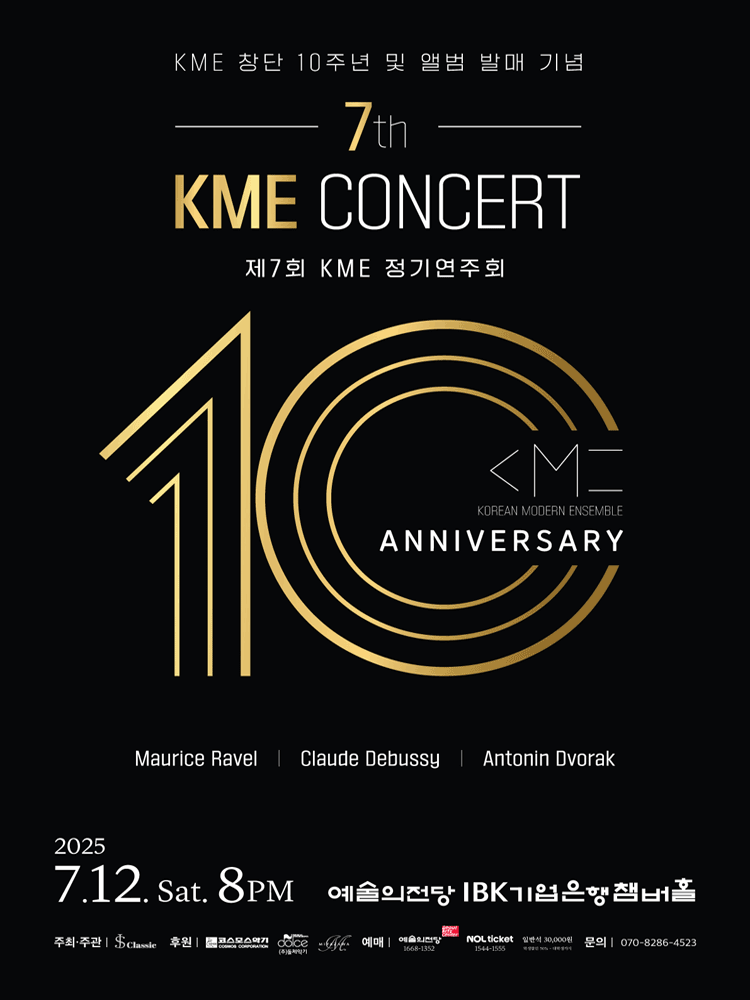 KME 창단 10주년 및 앨범 발매 기념
7th
KME CONCERT
제7회 KME 정기연주회
10
KME
KOREAN MODERN ENSEMBLE
ANNIVERSARY
Maurice Ravel | Claude Debussy | Antonin Dvorak
2025
7.12. Sat. 8PM 예술의전당 IBK기업은행챔버홀
주최·주관 | S Classic 후원 | 코스모스악기 COSMOS CORPORATION dolce (주)돌체악기 예매 | 예술의전당 1668-1352 NOL ticket 1544-1555 일반석 30,000원 문의 | 070-8286-4523